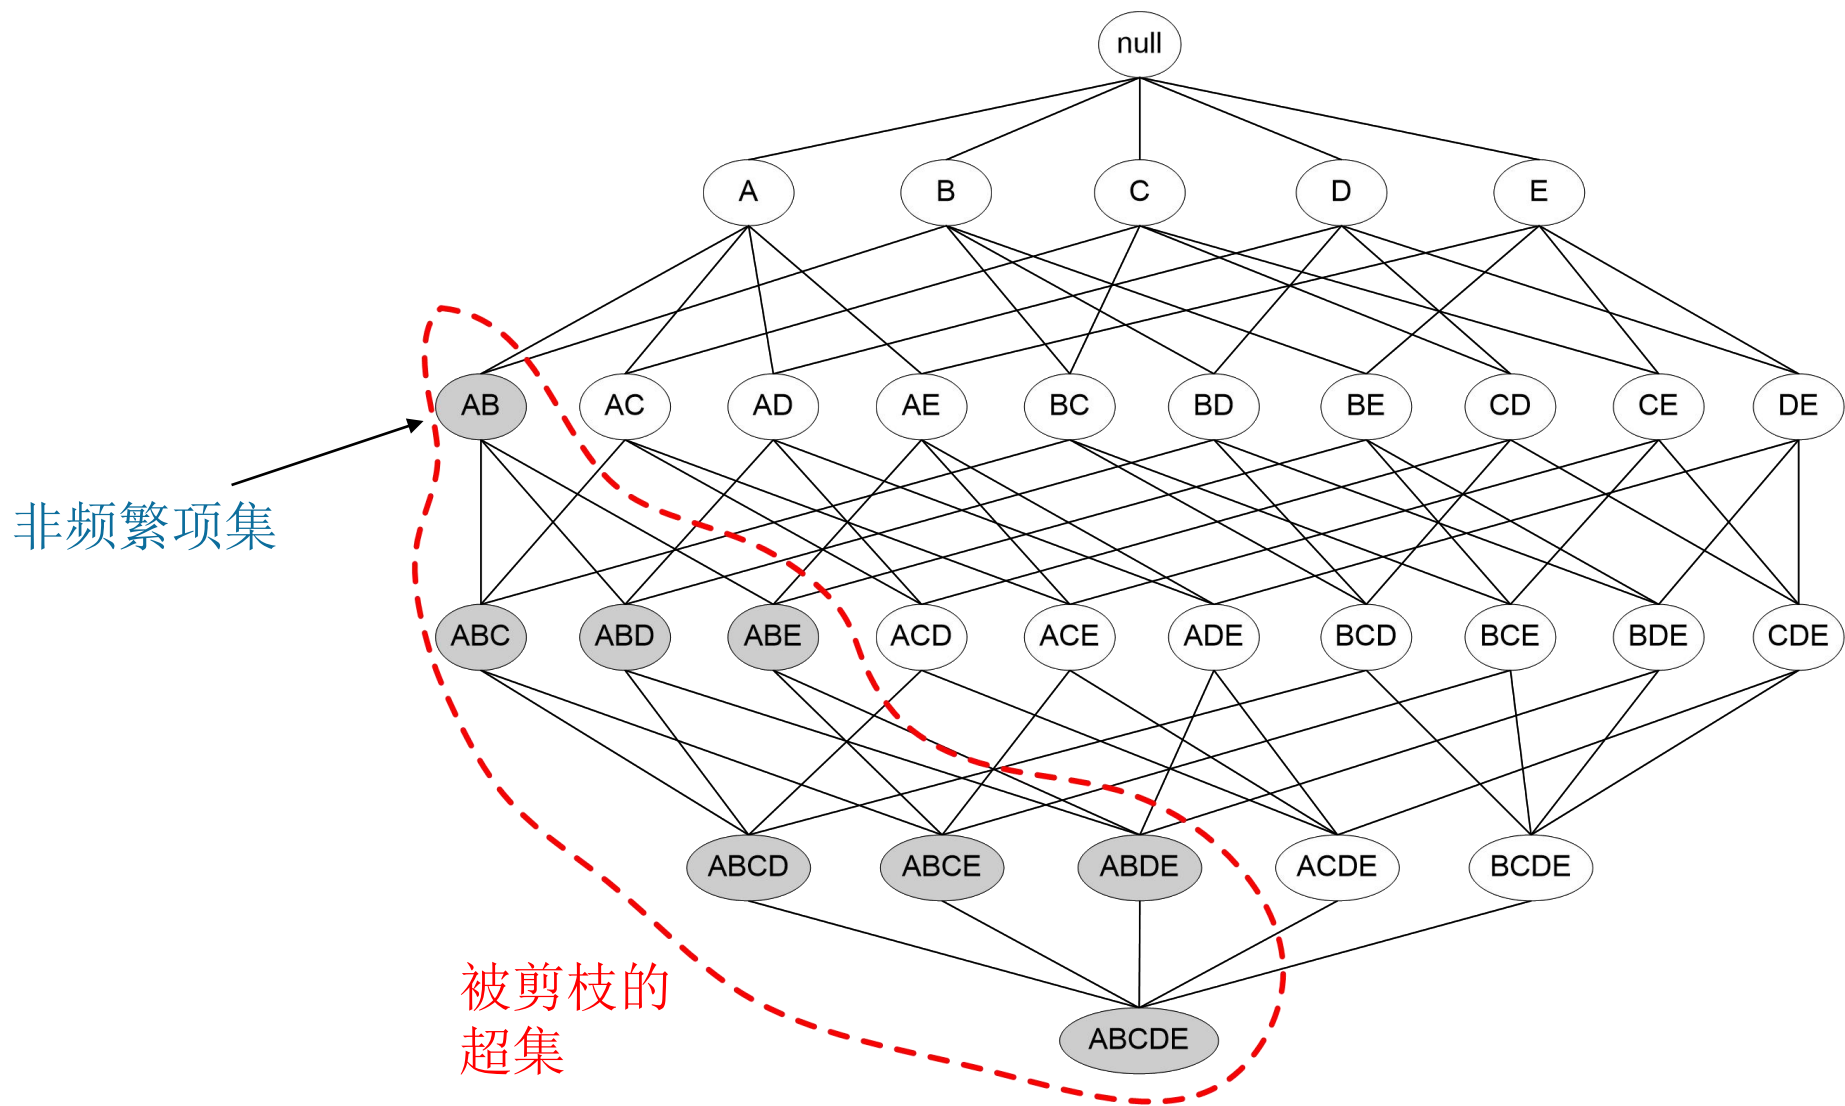 null
A B C D E
AB AC AD AE BC BD BE CD CE DE
非频繁项集
ABC ABD ABE ACD ACE ADE BCD BCE BDE CDE
ABCD ABCE ABDE ACDE BCDE
被剪枝的
超集
ABCDE